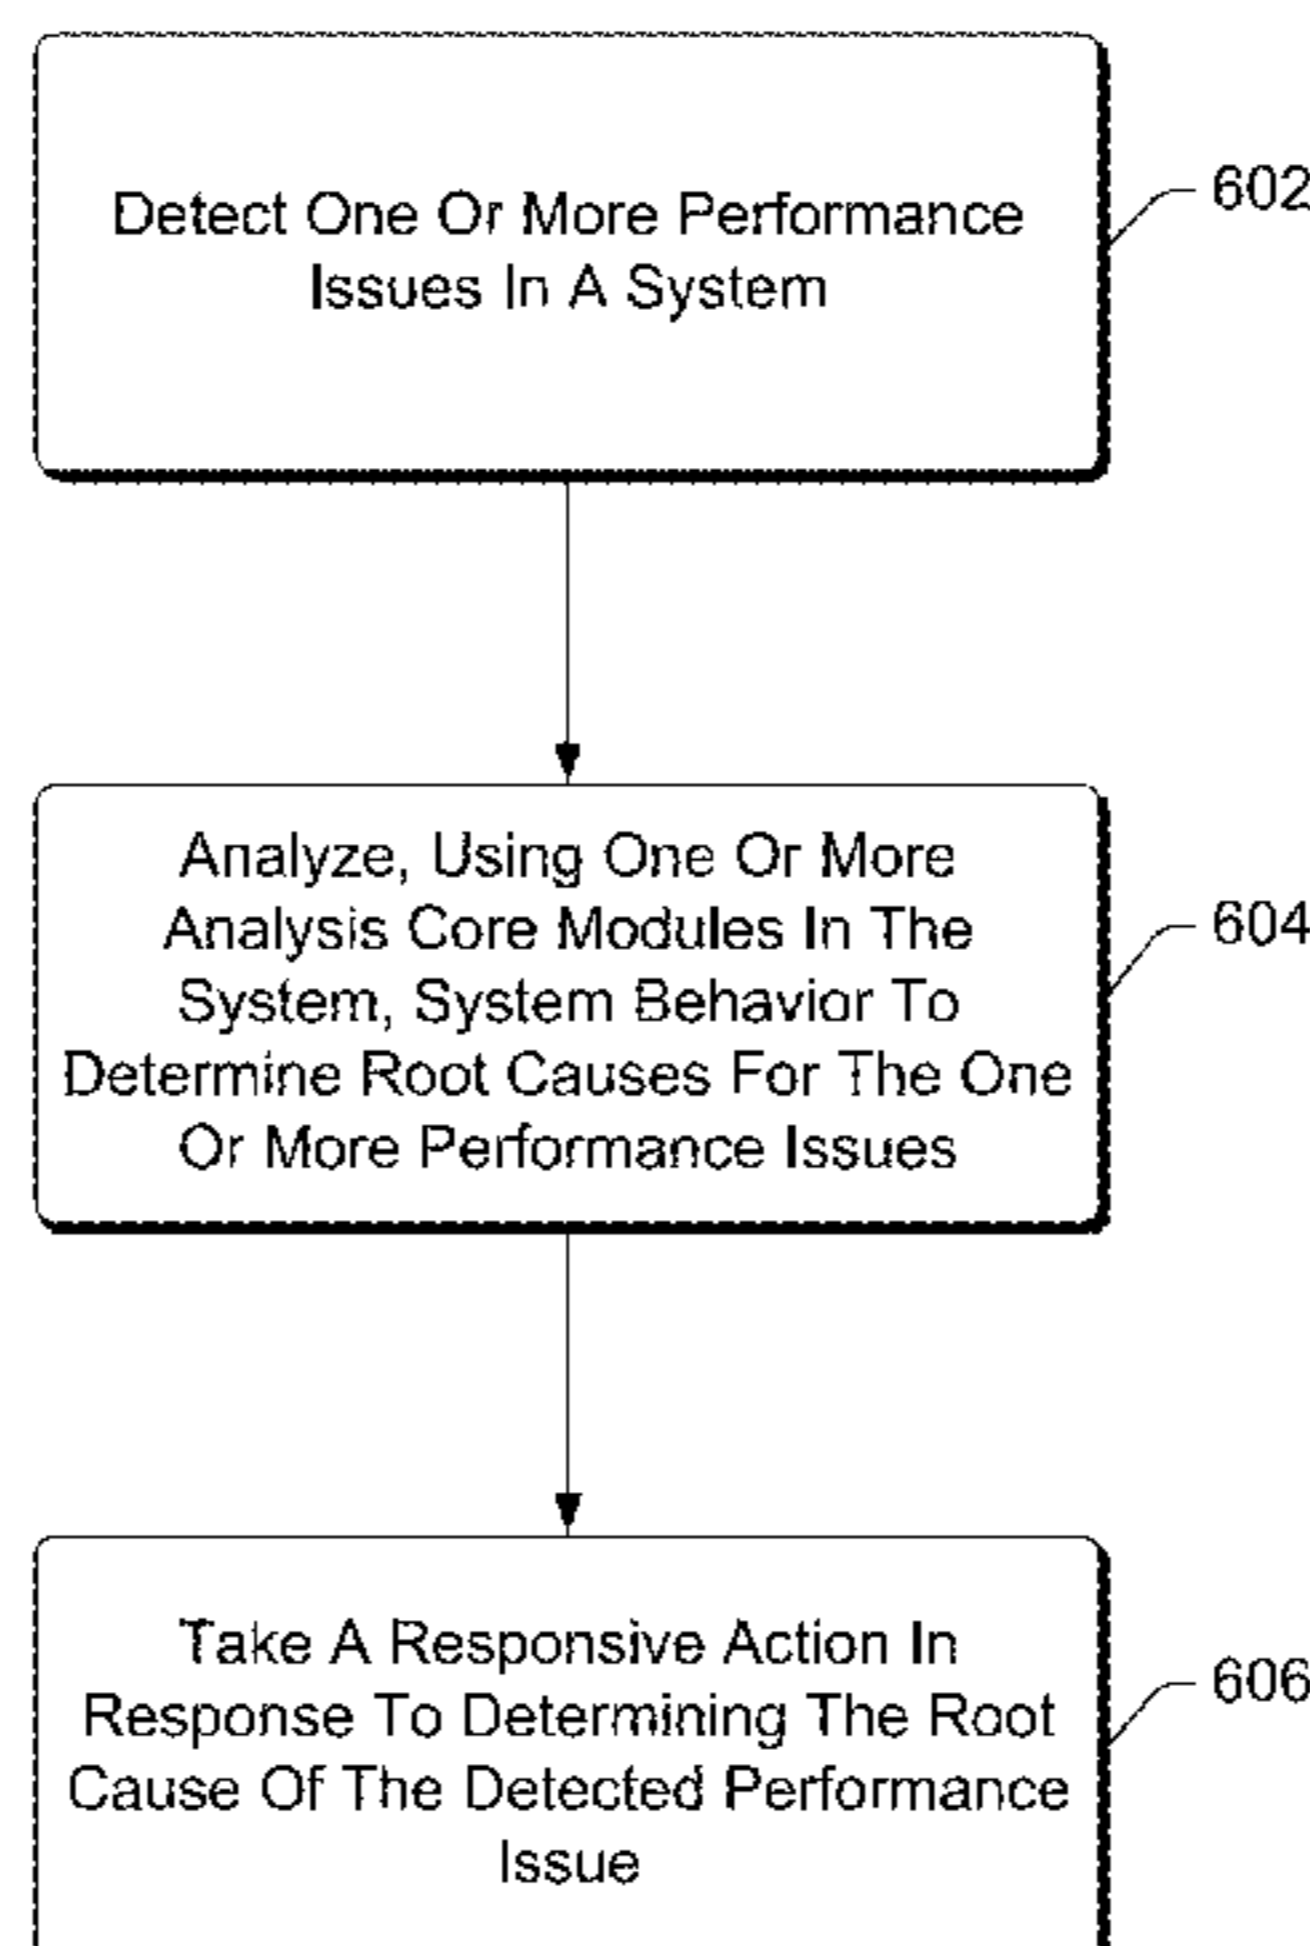 Detect One Or More Performance
Issues In A System
602
Analyze, Using One Or More
Analysis Core Modules In The
System, System Behavior To
Determine Root Causes For The One
Or More Performance Issues
604
Take A Responsive Action In
Response To Determining The Root
Cause Of The Detected Performance
Issue
606